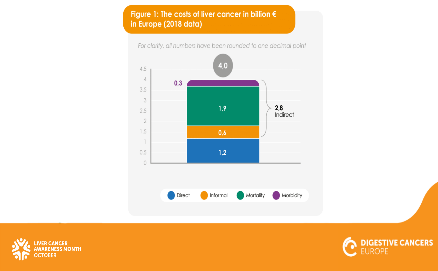 Figure 1: The costs of liver cancer in billion €
in Europe (2018 data)
For clarity, all numbers have been rounded to one decimal point
4.0
4.5
4
3.5
3
2.5
2
1.5
1
0.5
0
0.3
1.9
0.6
1.2
2.8
Indirect
Direct
Informal
Mortality
Morbidity
LIVER CANCER
AWARENESS MONTH
OCTOBER
DIGESTIVE CANCERS
EUROPE